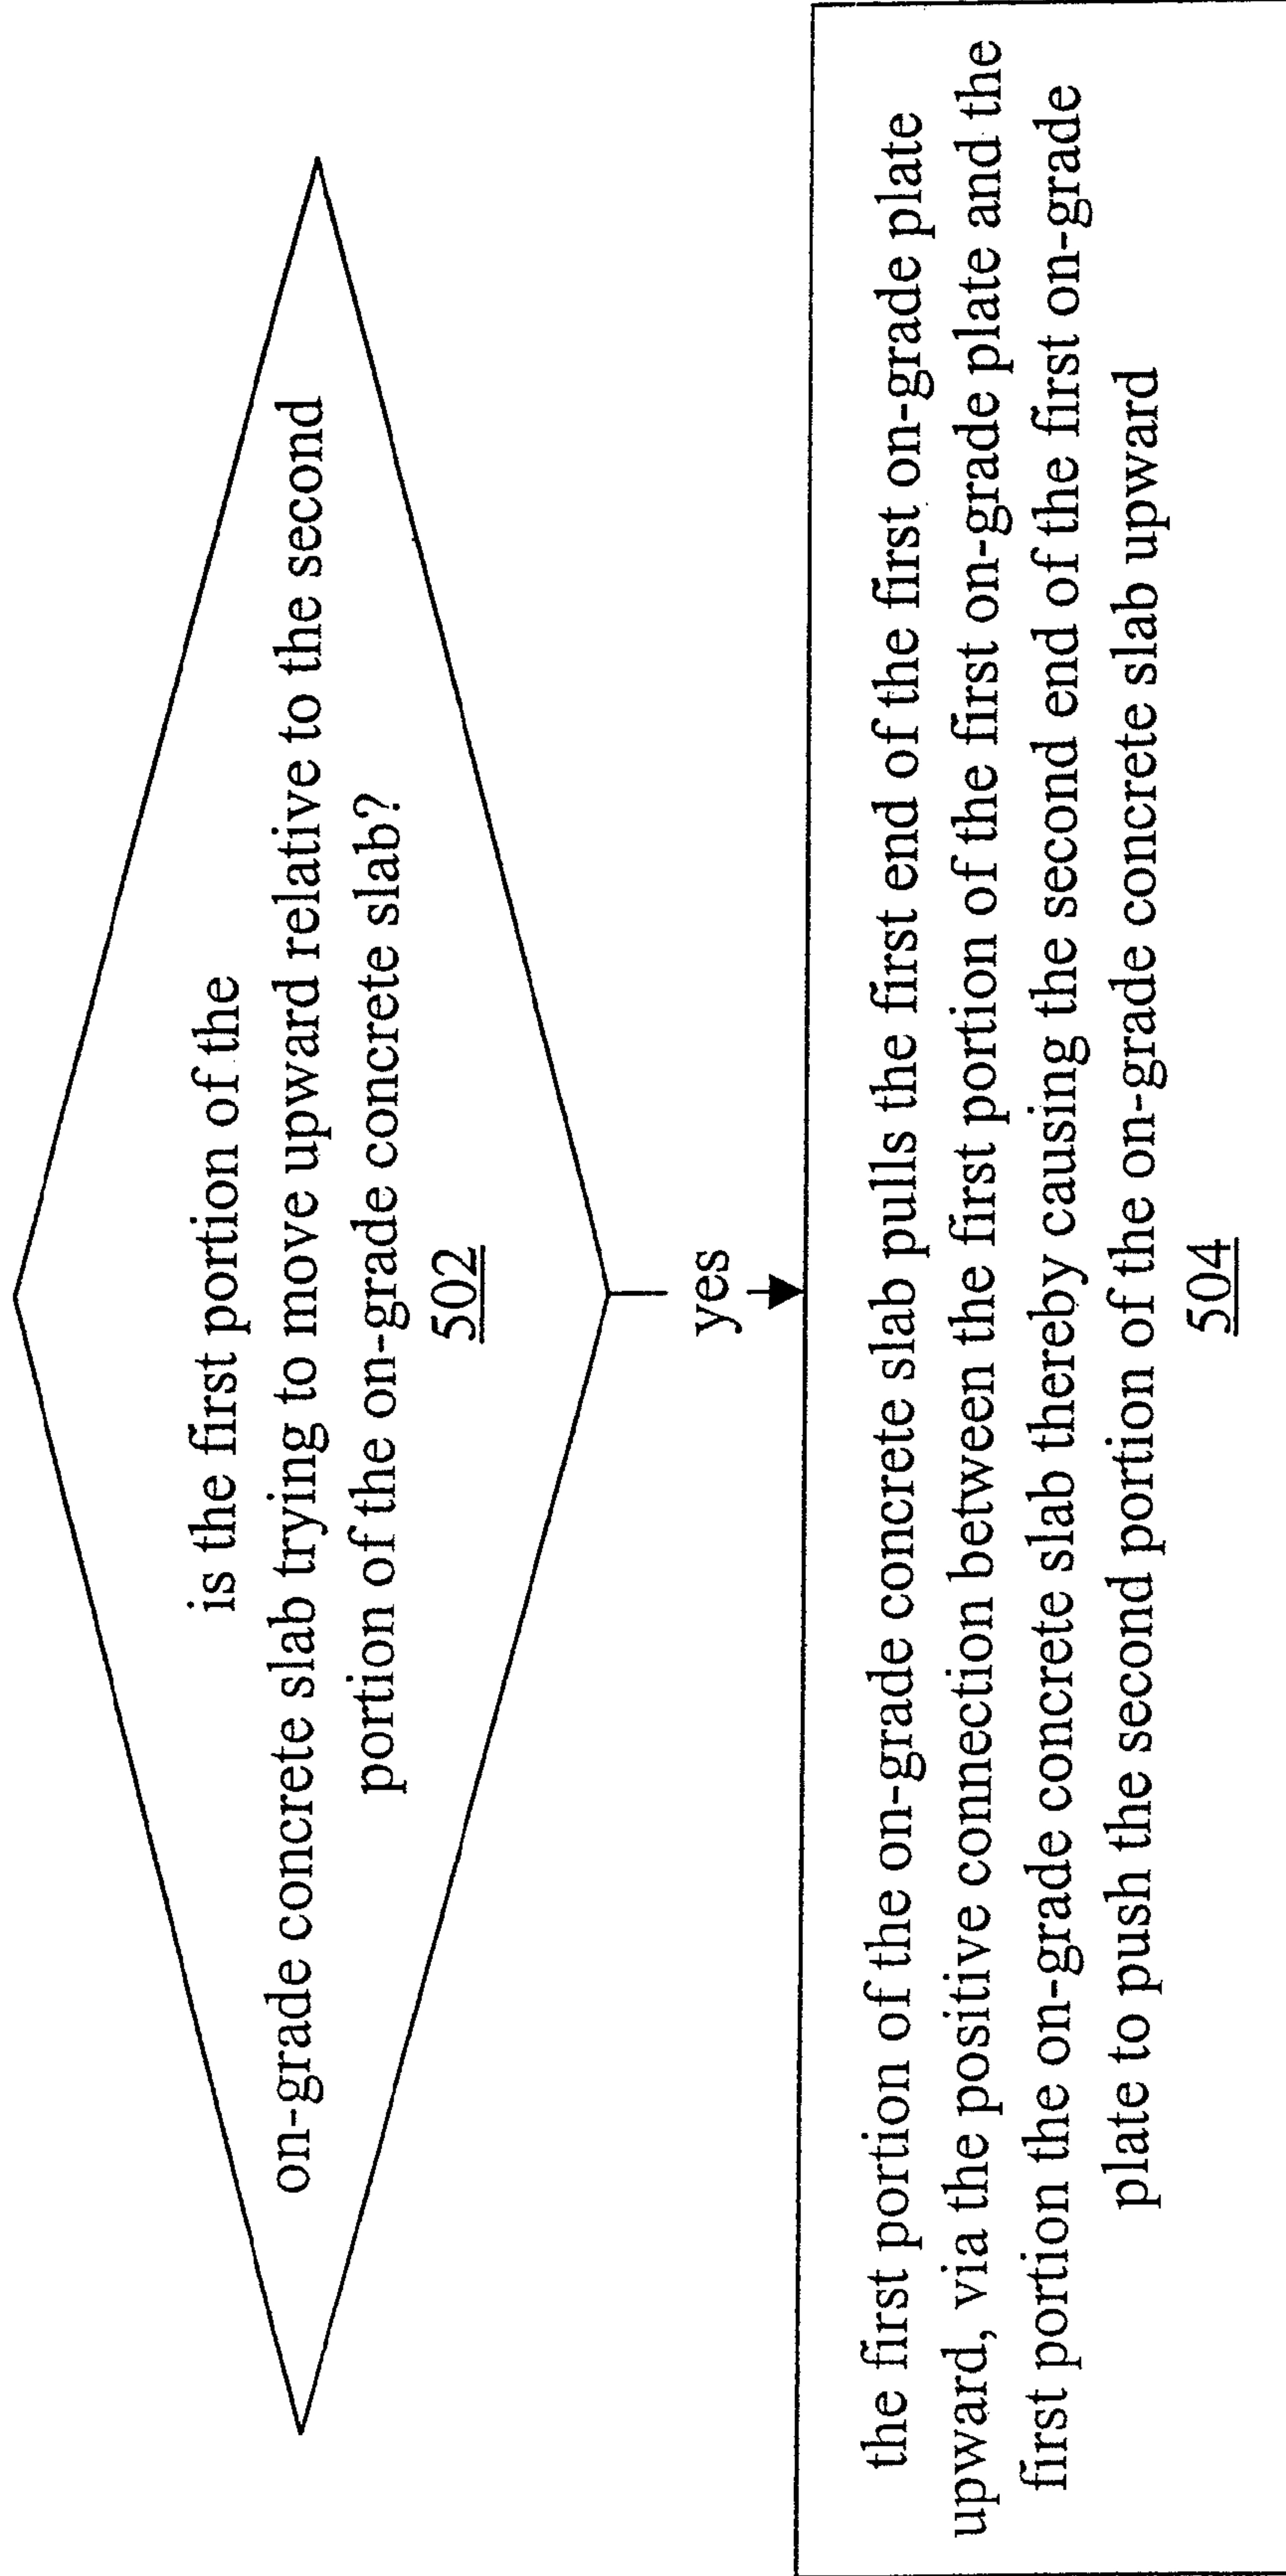 is the first portion of the
on-grade concrete slab trying to move upward relative to the second
portion of the on-grade concrete slab?
502
yes
the first portion of the on-grade concrete slab pulls the first end of the first on-grade plate
upward, via the positive connection between the first portion of the first on-grade plate and the
first portion the on-grade concrete slab thereby causing the second end of the first on-grade
plate to push the second portion of the on-grade concrete slab upward
504